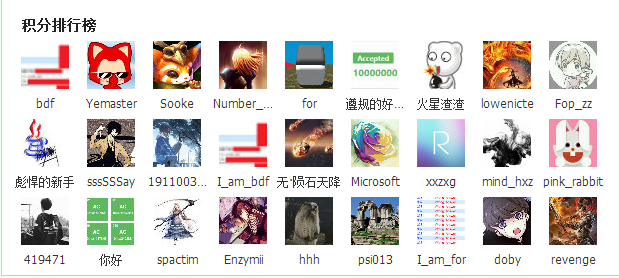 积分排行榜
Accepted
10000000
bdf Yemaster Sooke Number_... for 遵规的好... 火星渣渣 lowenicte Fop_zz
R
彪悍的新手 sssSSSay 1911003... I_am_bdf 无°陨石天降 Microsoft xxzxg mind_hxz pink_rabbit
AC AC
AC AC
419471 你好 spactim Enzymii hhh psi013 I_am_for doby revenge